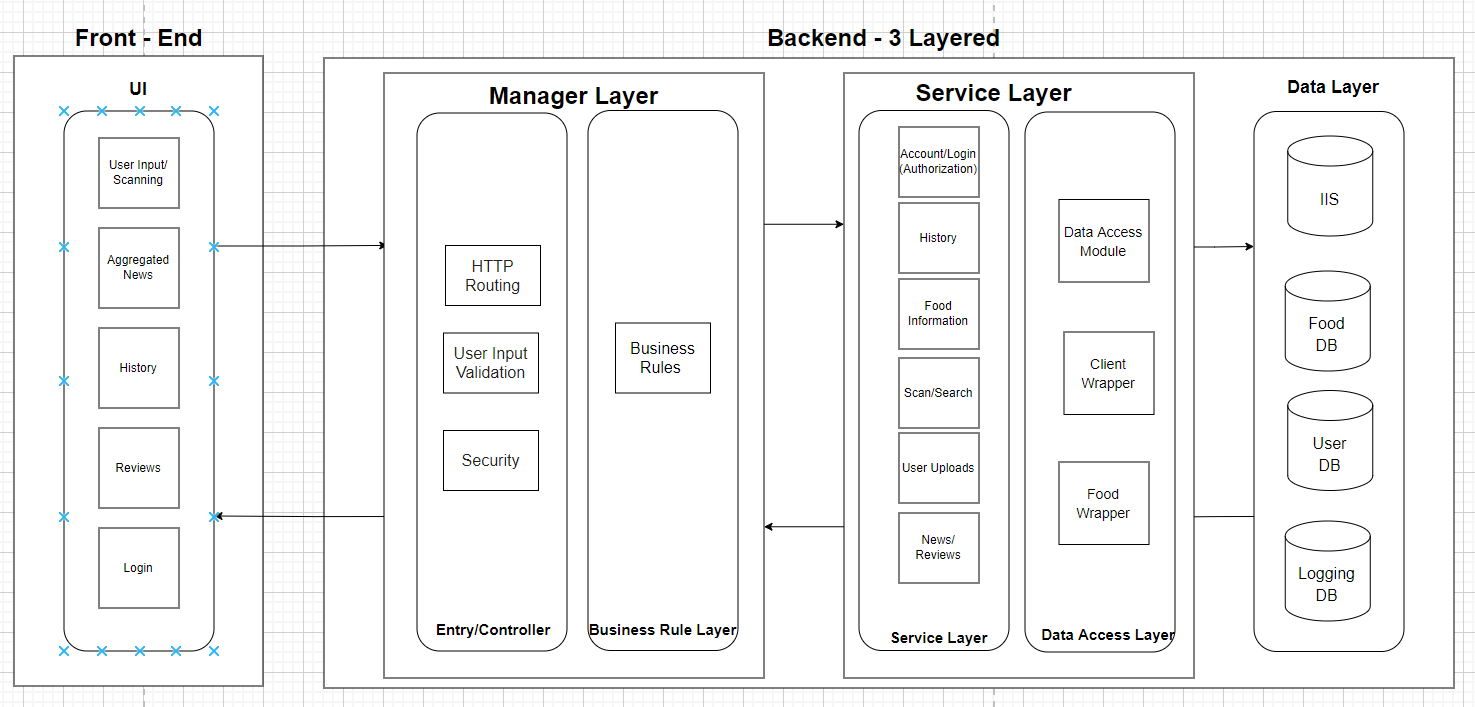 Front - End
Backend - 3 Layered
UI
User Input/
Scanning
Aggregated
News
History
Reviews
Login
Manager Layer
HTTP
Routing
User Input
Validation
Security
Entry/Controller
Business
Rules
Business Rule Layer
Service Layer
Account/Login
(Authorization)
History
Food
Information
Scan/Search
User Uploads
News/
Reviews
Service Layer
Data Access
Module
Client
Wrapper
Food
Wrapper
Data Access Layer
Data Layer
IIS
Food
DB
User
DB
Logging
DB